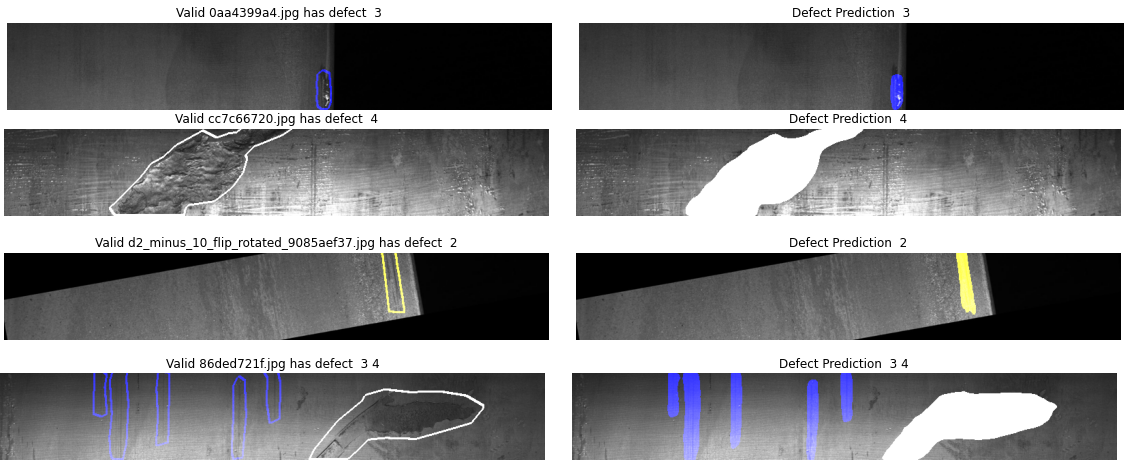 Valid 0aa4399a4.jpg has defect  3
Defect Prediction  3
Valid cc7c66720.jpg has defect  4
Defect Prediction  4
Valid d2_minus_10_flip_rotated_9085aef37.jpg has defect  2
Defect Prediction  2
Valid 86ded721f.jpg has defect  3 4
Defect Prediction  3 4